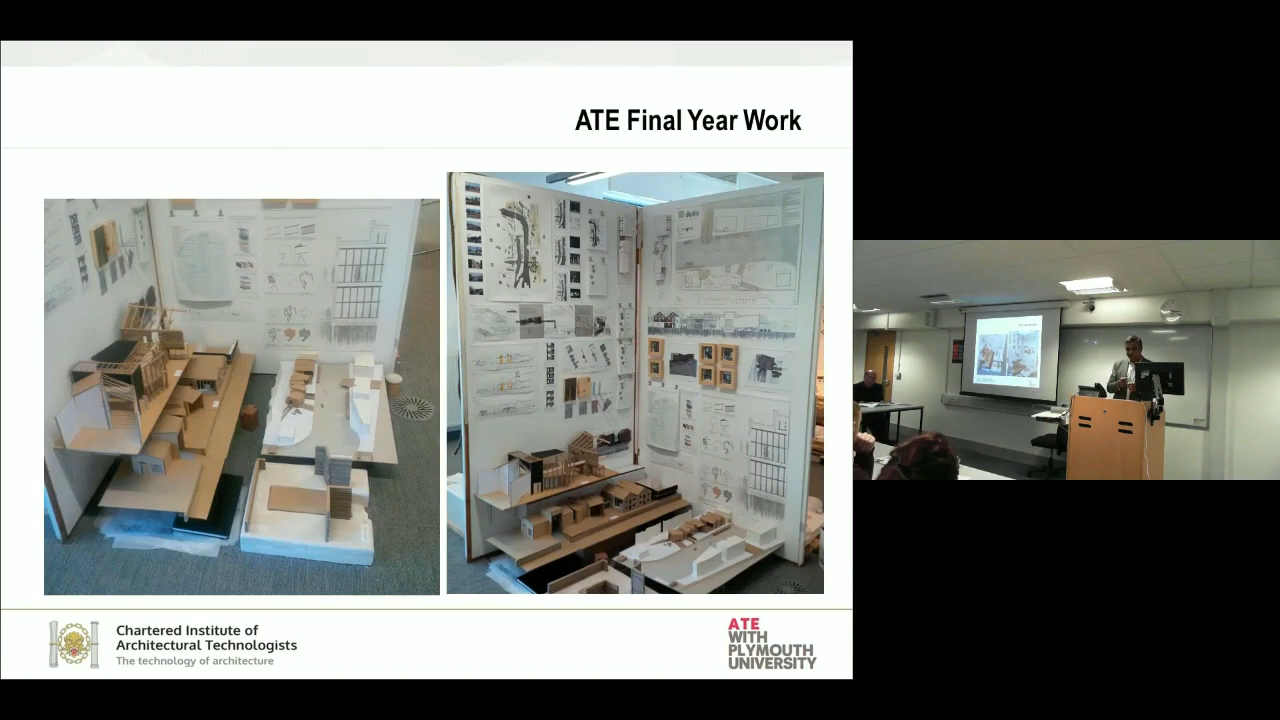 ATE Final Year Work
Chartered Institute of
Architectural Technologists
The technology of architecture
ATE
WITH
PLYMOUTH
UNIVERSITY